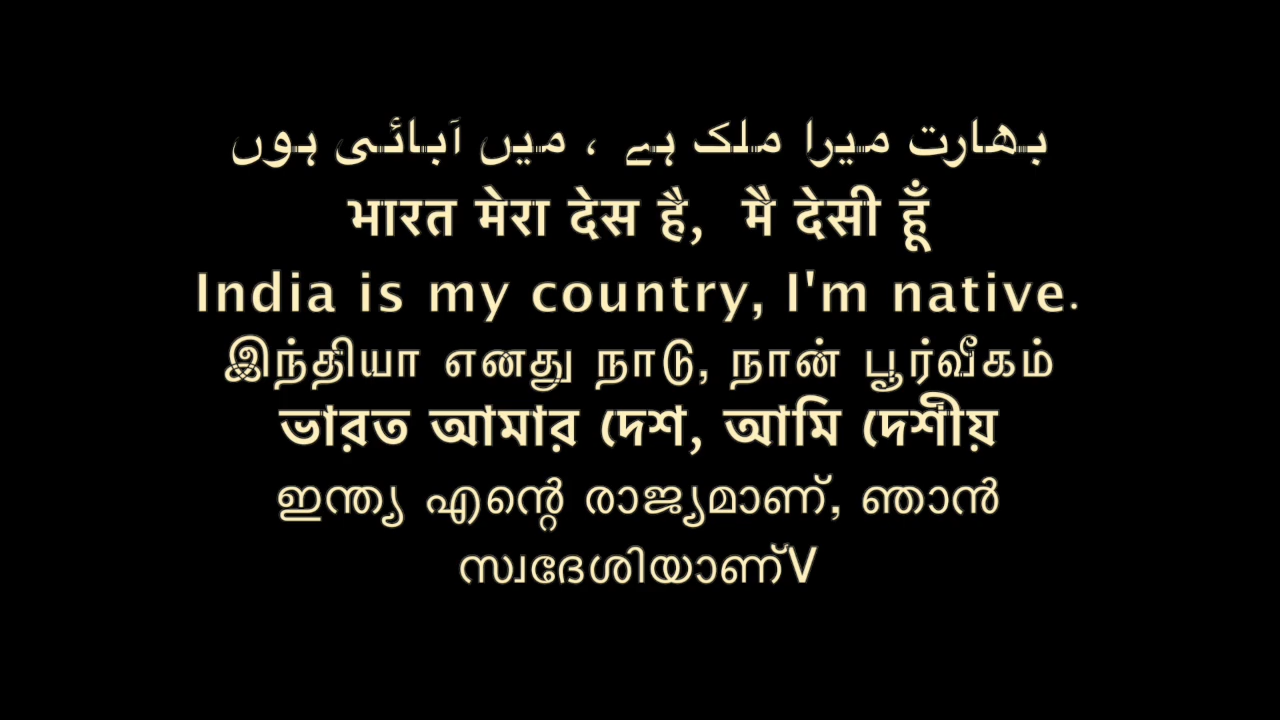 بھارت میرا ملک ہے ، میں آبائی ہوں
भारत मेरा देस है, मै देसी हूँ
India is my country, I'm native.
இந்தியா எனது நாடு, நான் பூர்வீகம்
ভারত আমার দেশ, আমি দেশীয়
ഇന്ത്യ എന്റെ രാജ്യമാണ്, ഞാൻ
സ്വദേശിയാണ്V